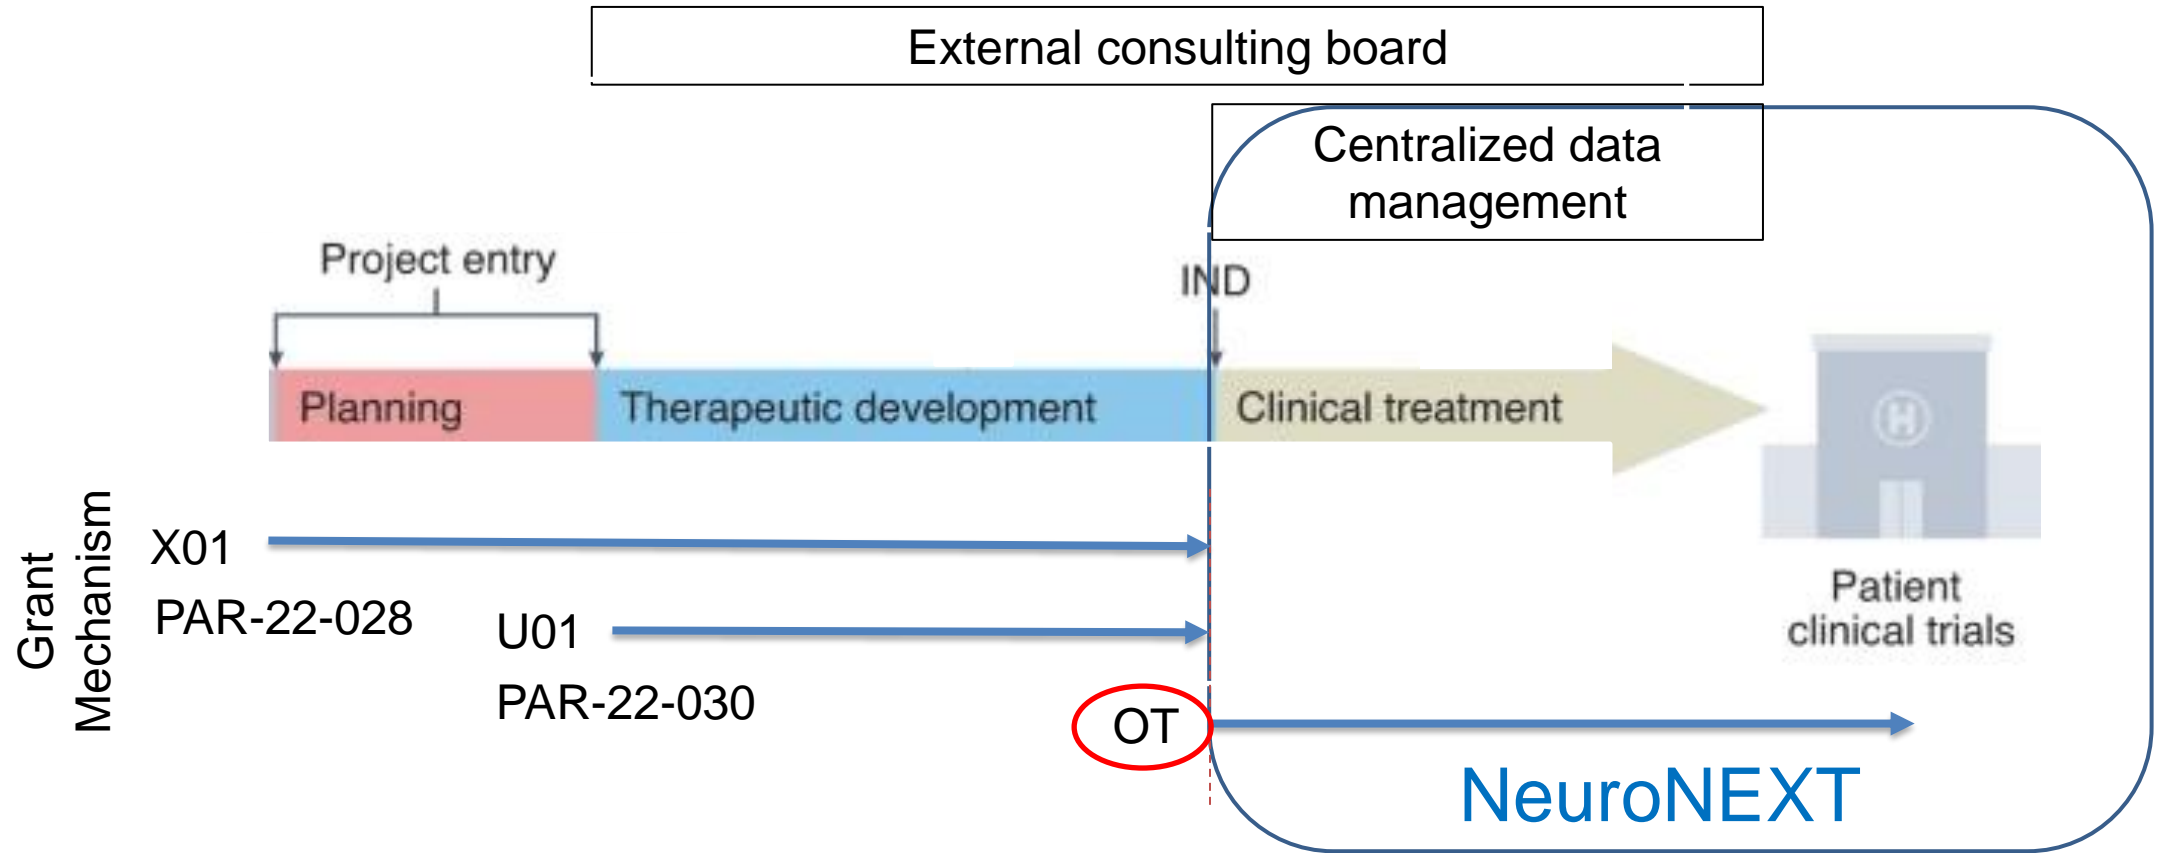 External consulting board
Centralized data
management
Project entry
IND
Planning
Therapeutic development
Clinical treatment
H
Patient
clinical trials
Grant
Mechanism
X01
PAR-22-028
U01
PAR-22-030
OT
NeuroNEXT